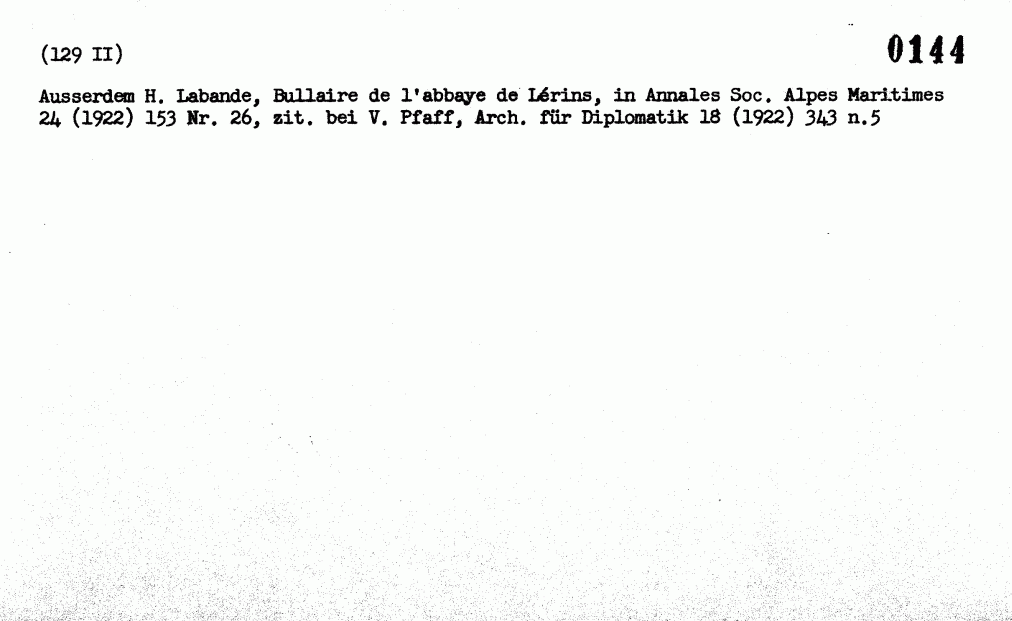 (129 II)
0144
Ausserdem H. Labande, Bullaire de l'abbaye de Lérins, in Annales Soc. Alpes Maritimes
24 (1922) 153 Nr. 26, zit. bei V. Pfaff, Arch. für Diplomatik 18 (1922) 343 n.5